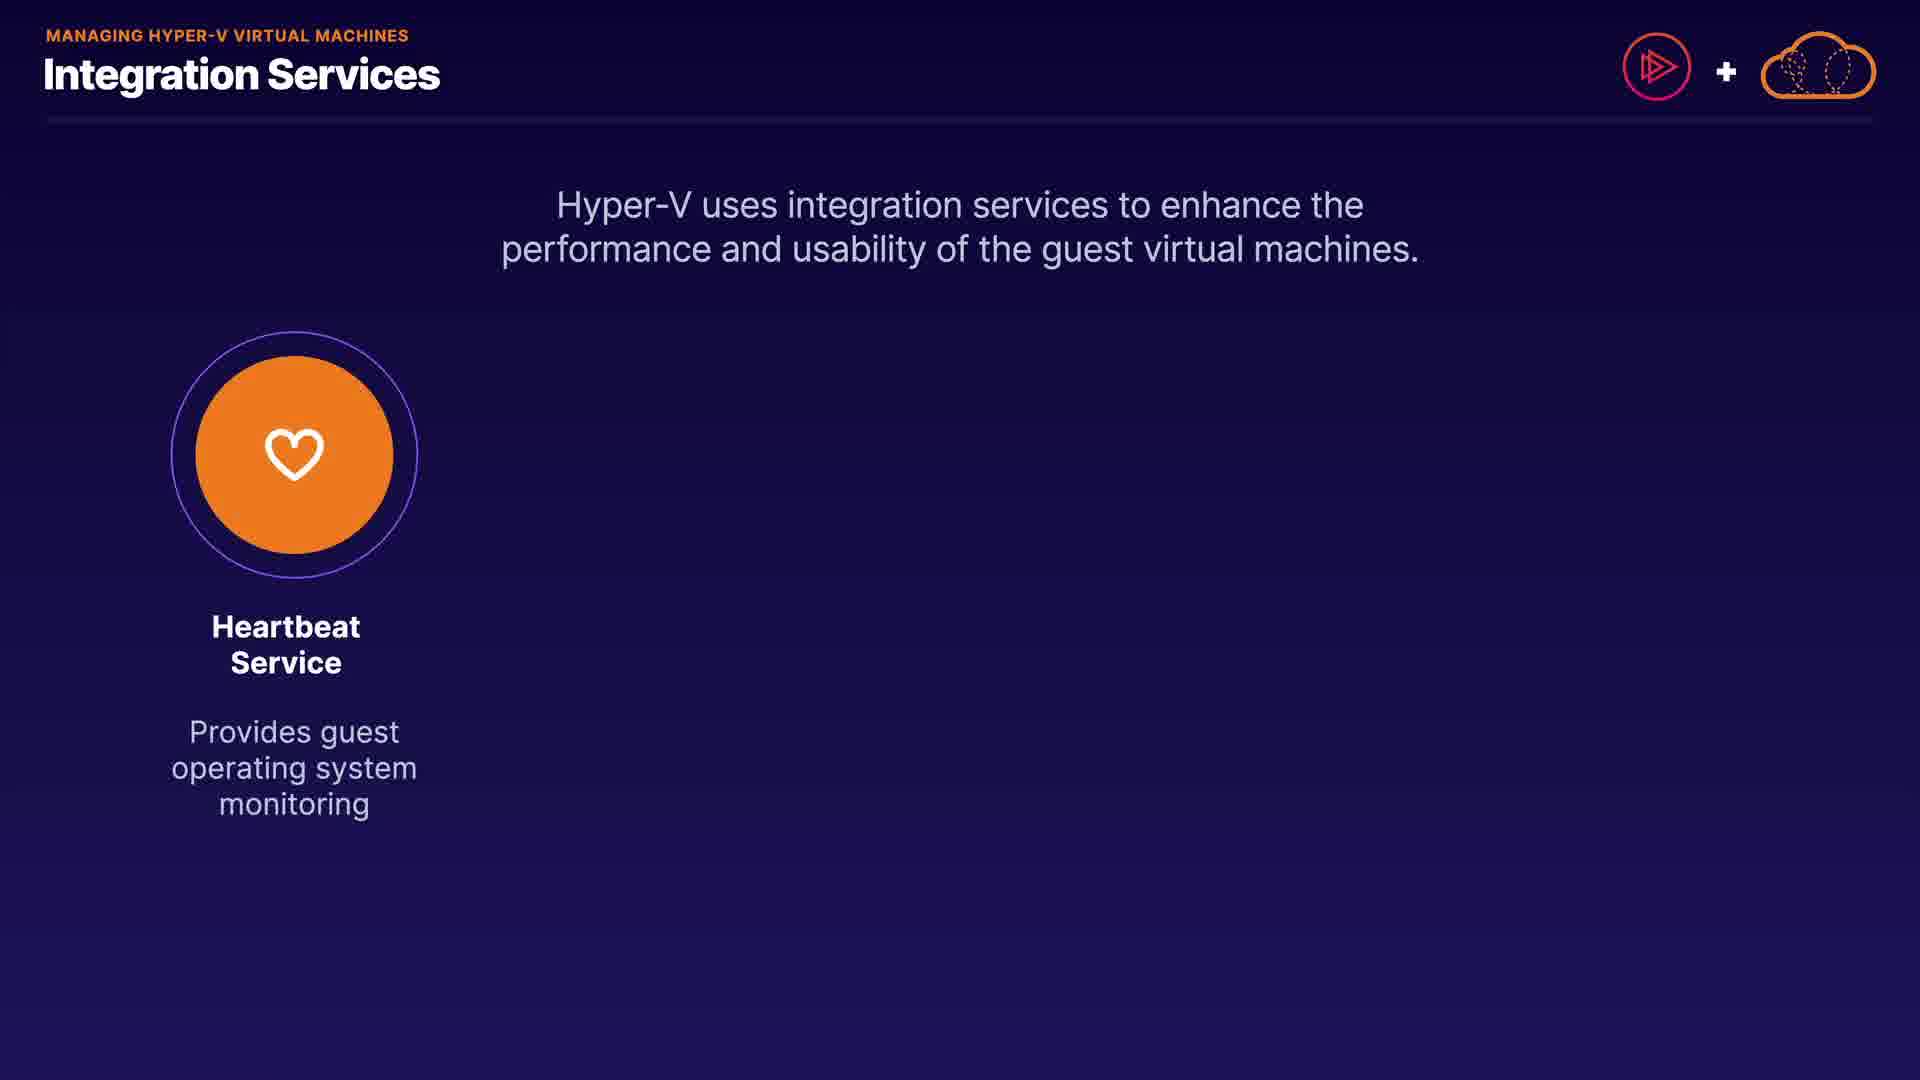 MANAGING HYPER-V VIRTUAL MACHINES
Integration Services
Hyper-V uses integration services to enhance the
performance and usability of the guest virtual machines.
Heartbeat
Service
Provides guest
operating system
monitoring